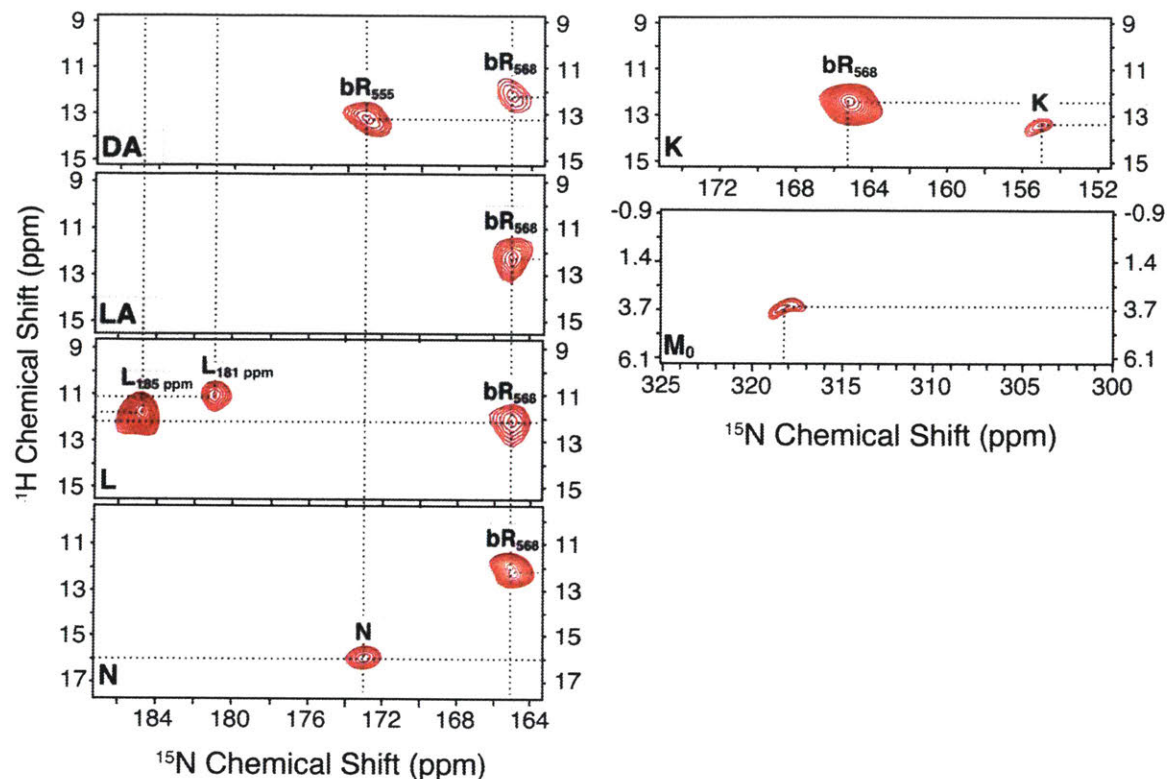 9 9
11 11
13 13
15 15
bR555
bR568
DA
9 9
11 11
13 13
15 15
bR568
LA
9 9
11 11
13 13
15 15
L185 ppm
L181 ppm
bR568
L
11 11
13 13
15 15
17 17
bR568
N
N
184 180 176 172 168 164
15N Chemical Shift (ppm)
1H Chemical Shift (ppm)
9 9
11 11
13 13
15 15
bR568
K
K
172 168 164 160 156 152
-0.9 -0.9
1.4 1.4
3.7 3.7
6.1 6.1
M0
325 320 315 310 305 300
15N Chemical Shift (ppm)